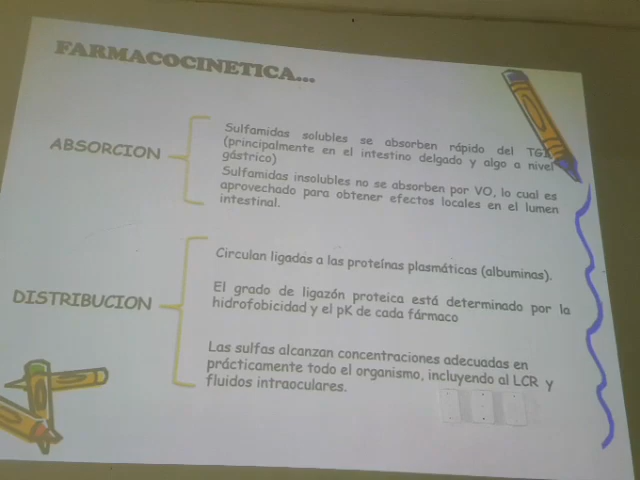 FARMACOCINETICA...
ABSORCION
Sulfamidas solubles se absorben rápido del TGI
(principalmente en el intestino delgado y algo a nivel
gástrico)
Sulfamidas insolubles no se absorben por VO, lo cual es
aprovechado para obtener efectos locales en el lumen
intestinal.
DISTRIBUCION
Circulan ligadas a las proteínas plasmáticas (albuminas).
El grado de ligazón proteica está determinado por la
hidrofobicidad y el pK de cada fármaco
Las sulfas alcanzan concentraciones adecuadas en
prácticamente todo el organismo, incluyendo al LCR y
fluidos intraoculares.